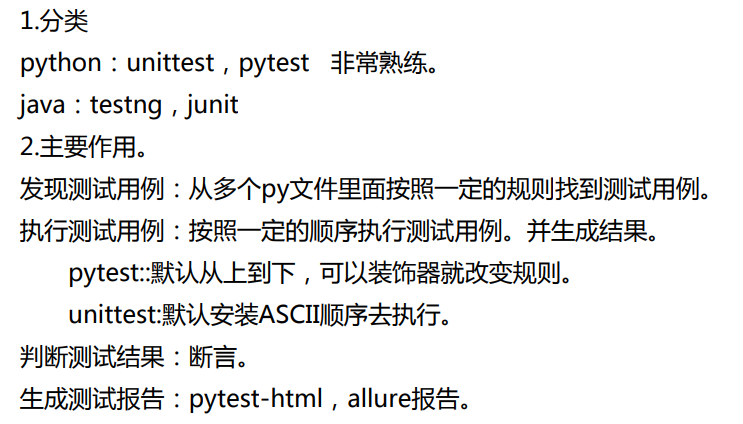 1.分类
python：unittest，pytest 非常熟练。
java：testng，junit
2.主要作用。
发现测试用例：从多个py文件里面按照一定的规则找到测试用例。
执行测试用例：按照一定的顺序执行测试用例。并生成结果。
pytest::默认从上到下，可以装饰器就改变规则。
unittest:默认安装ASCII顺序去执行。
判断测试结果：断言。
生成测试报告：pytest-html，allure报告。